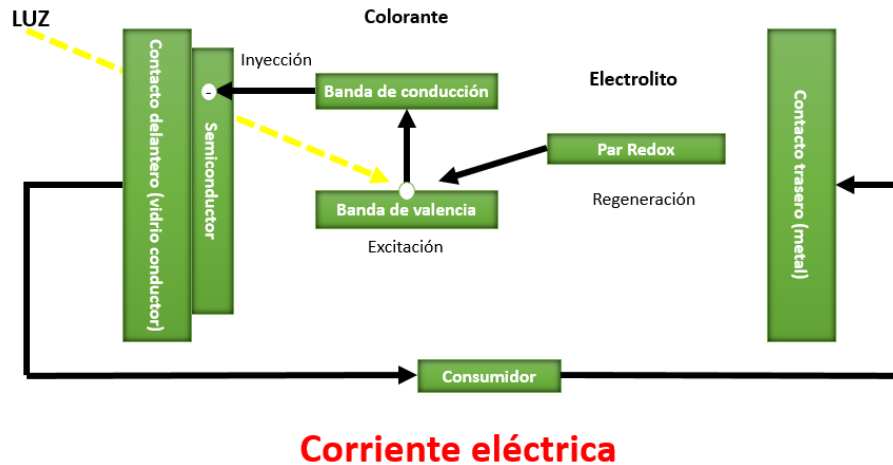 LUZ
Colorante
Inyección
Banda de conducción
Electrolito
-
Par Redox
Banda de valencia
Regeneración
Excitación
Contacto delantero (vidrio conductor)
Semiconductor
Contacto trasero (metal)
Consumidor
Corriente eléctrica